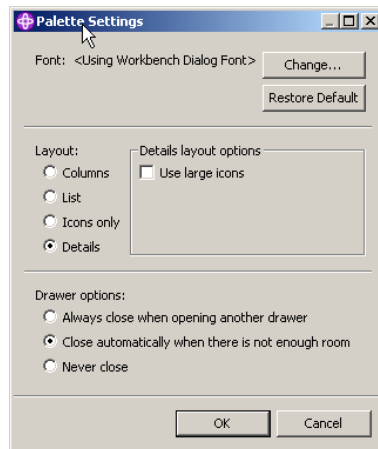 Palette Settings
Font: <Using Workbench Dialog Font>
Change...
Restore Default
Layout:
Columns
List
Icons only
Details
Details layout options
Use large icons
Drawer options:
Always close when opening another drawer
Close automatically when there is not enough room
Never close
OK
Cancel